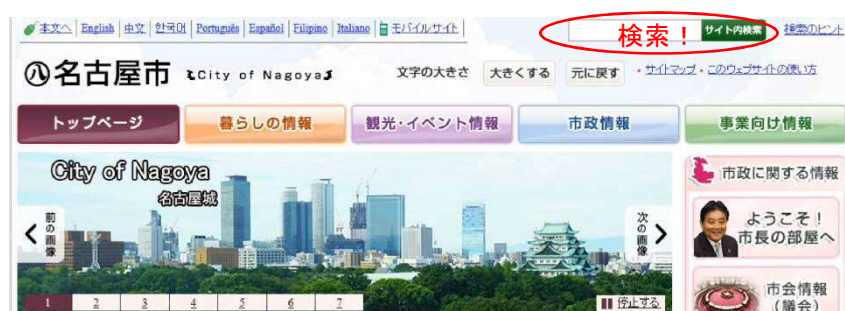 本文へ English 中文 한국어 Português Español Filipino Italiano モバイルサイト
検索! サイト内検索 検索のヒント
八 名古屋市 City of Nagoya 文字の大きさ 大きくする 元に戻す ・サイトマップ ・このウェブサイトの使い方
トップページ 暮らしの情報 観光・イベント情報 市政情報 事業向け情報
City of Nagoya
名古屋城
前の画像
次の画像
1 2 3 4 5 6 7 停止する
市政に関する情報
ようこそ!
市長の部屋へ
市会情報
(議会)